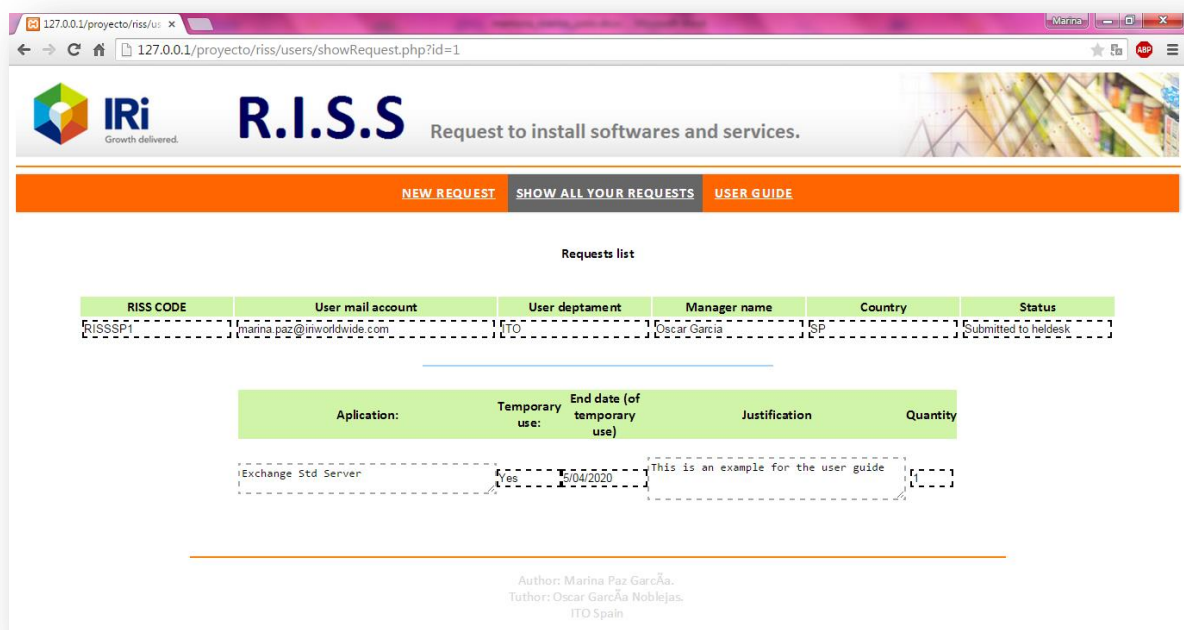 127.0.0.1/proyecto/riss/us
Marina
127.0.0.1/proyecto/riss/users/showRequest.php?id=1
ABP
IRi
Growth delivered.
R.I.S.S Request to install softwares and services.
NEW REQUEST SHOW ALL YOUR REQUESTS USER GUIDE
Requests list
RISS CODE User mail account User deptament Manager name Country Status
RISSSP1 marina.paz@iriworldwide.com ITO Oscar Garcia SP Submitted to heldesk
Aplication: Temporary use: End date (of temporary use) Justification Quantity
Exchange Std Server Yes 5/04/2020 This is an example for the user guide 1
Author: Marina Paz GarcÃa.
Tuthor: Oscar GarcÃa Noblejas.
ITO Spain